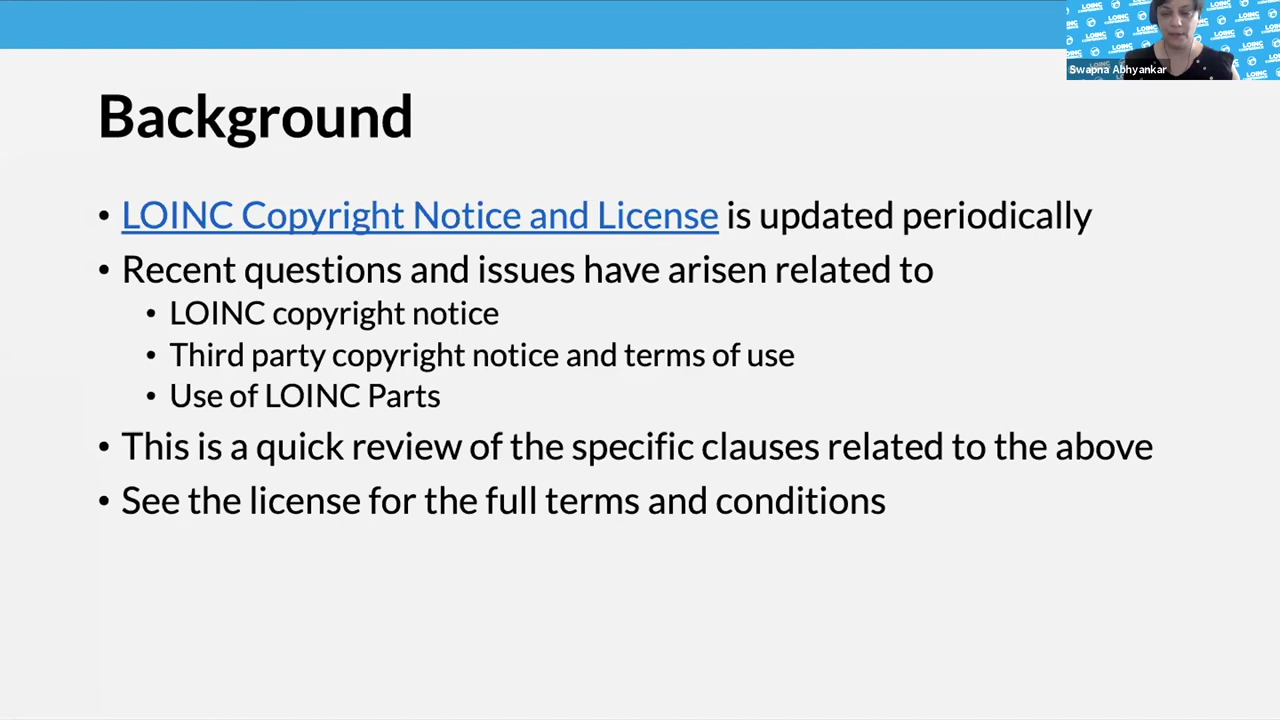 Swapna Abhyankar
Background
• LOINC Copyright Notice and License is updated periodically
• Recent questions and issues have arisen related to
• LOINC copyright notice
• Third party copyright notice and terms of use
• Use of LOINC Parts
• This is a quick review of the specific clauses related to the above
• See the license for the full terms and conditions